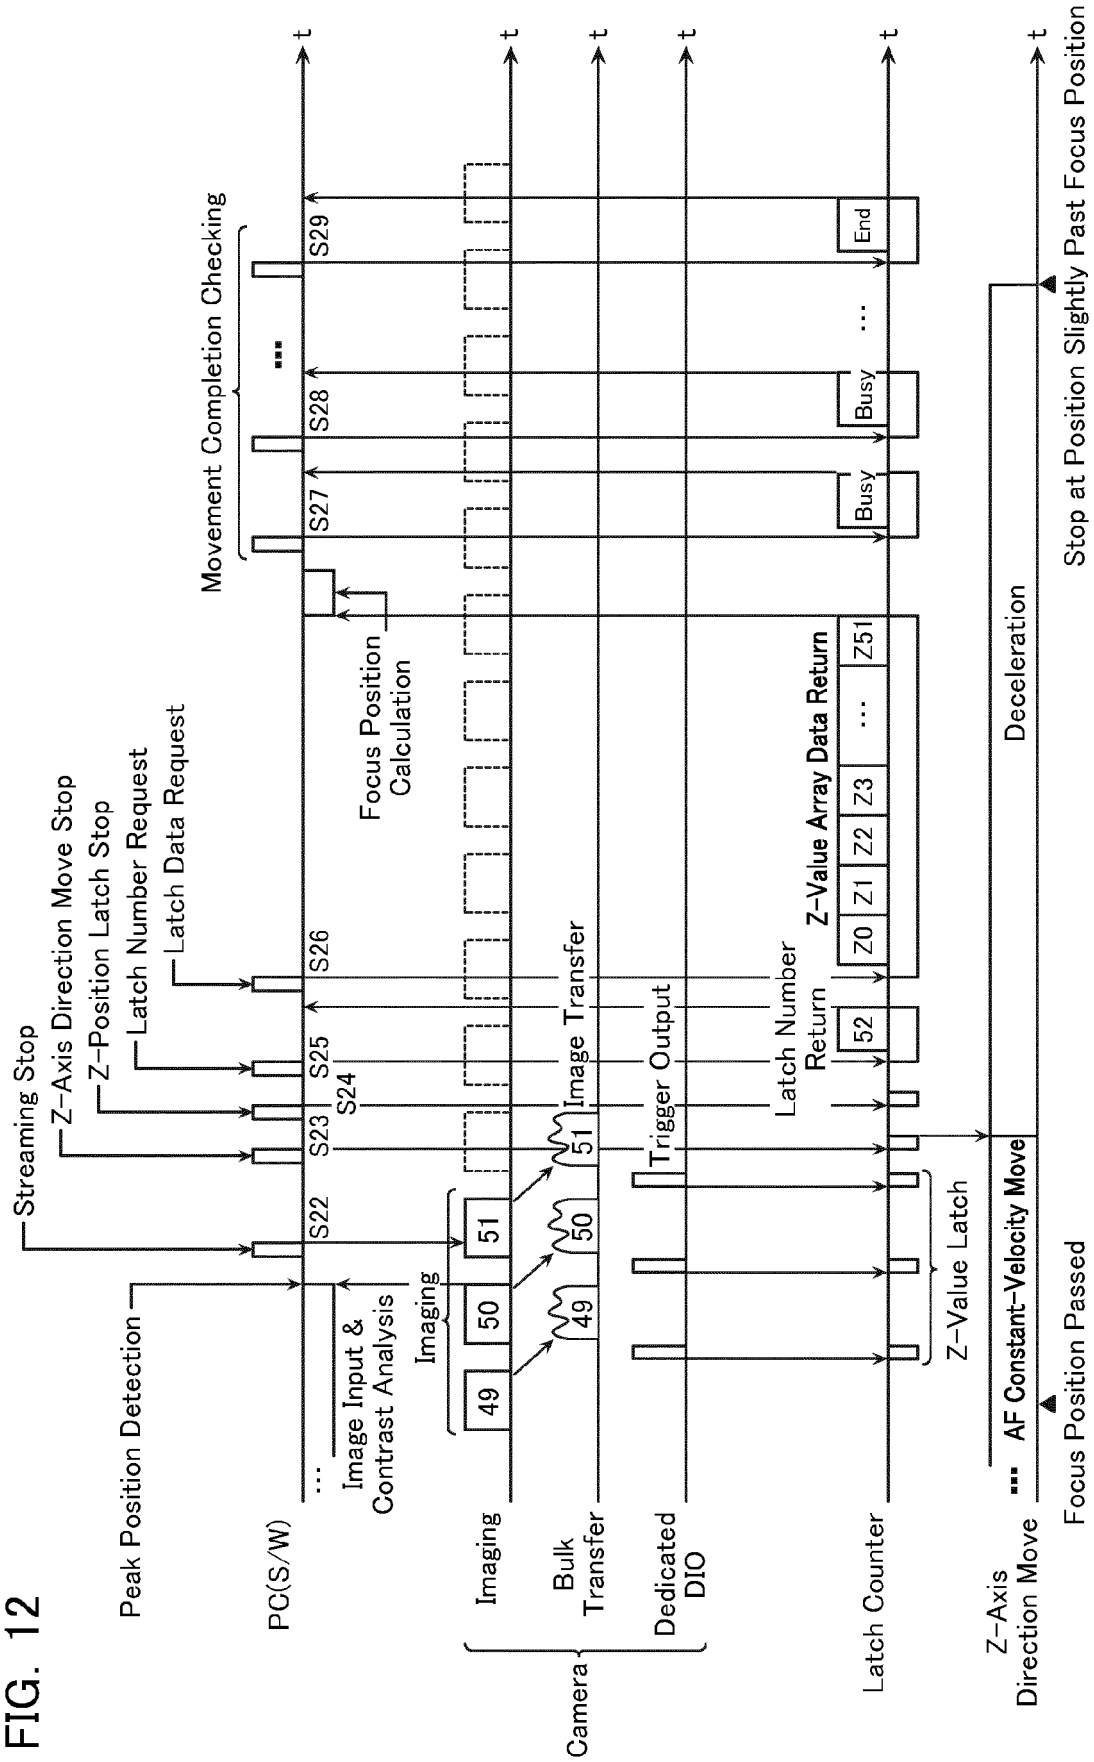 FIG. 12
Streaming Stop
Z-Axis Direction Move Stop
Z-Position Latch Stop
Latch Number Request
Latch Data Request
Peak Position Detection
Movement Completion Checking
PC(S/W)
...
S22
S23
S24
S25
S26
S27
S28
...
S29
t
Image Input &
Contrast Analysis
Focus Position
Calculation
Camera
Imaging
Imaging
49
50
51
t
Bulk
Transfer
49
50
51
Image Transfer
t
Dedicated
DIO
Trigger Output
t
Latch Number
Return
Z-Value Array Data Return
Latch Counter
52
Z0
Z1
Z2
Z3
...
Z51
Busy
Busy
...
End
t
Z-Value Latch
Z-Axis
Direction Move
... AF Constant-Velocity Move
Deceleration
t
Focus Position Passed
Stop at Position Slightly Past Focus Position